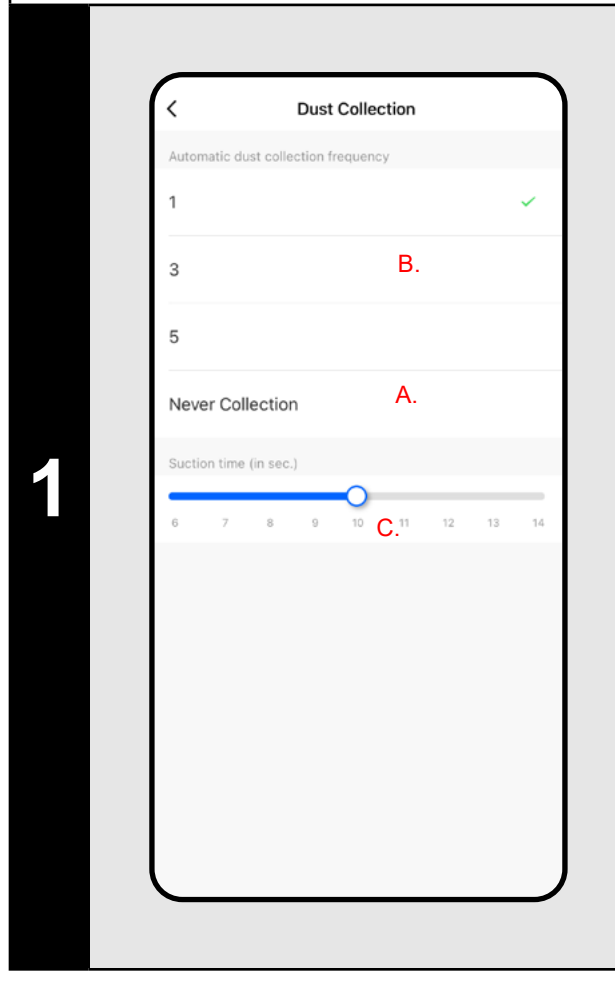 Dust Collection
Automatic dust collection frequency
1
3
B.
5
Never Collection
A.
1
Suction time (in sec.)
6 7 8 9 10 C. 11 12 13 14